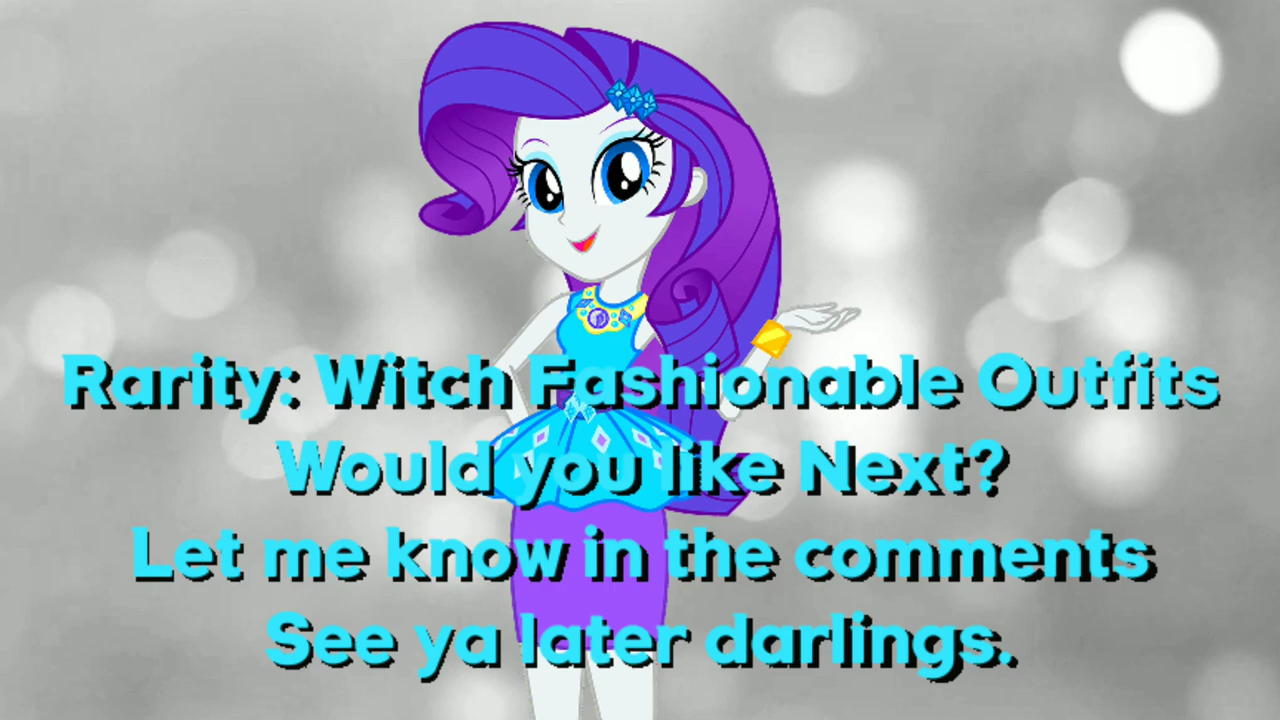 Rarity: Witch Fashionable Outfits
Would you like Next?
Let me know in the comments
See ya later darlings.